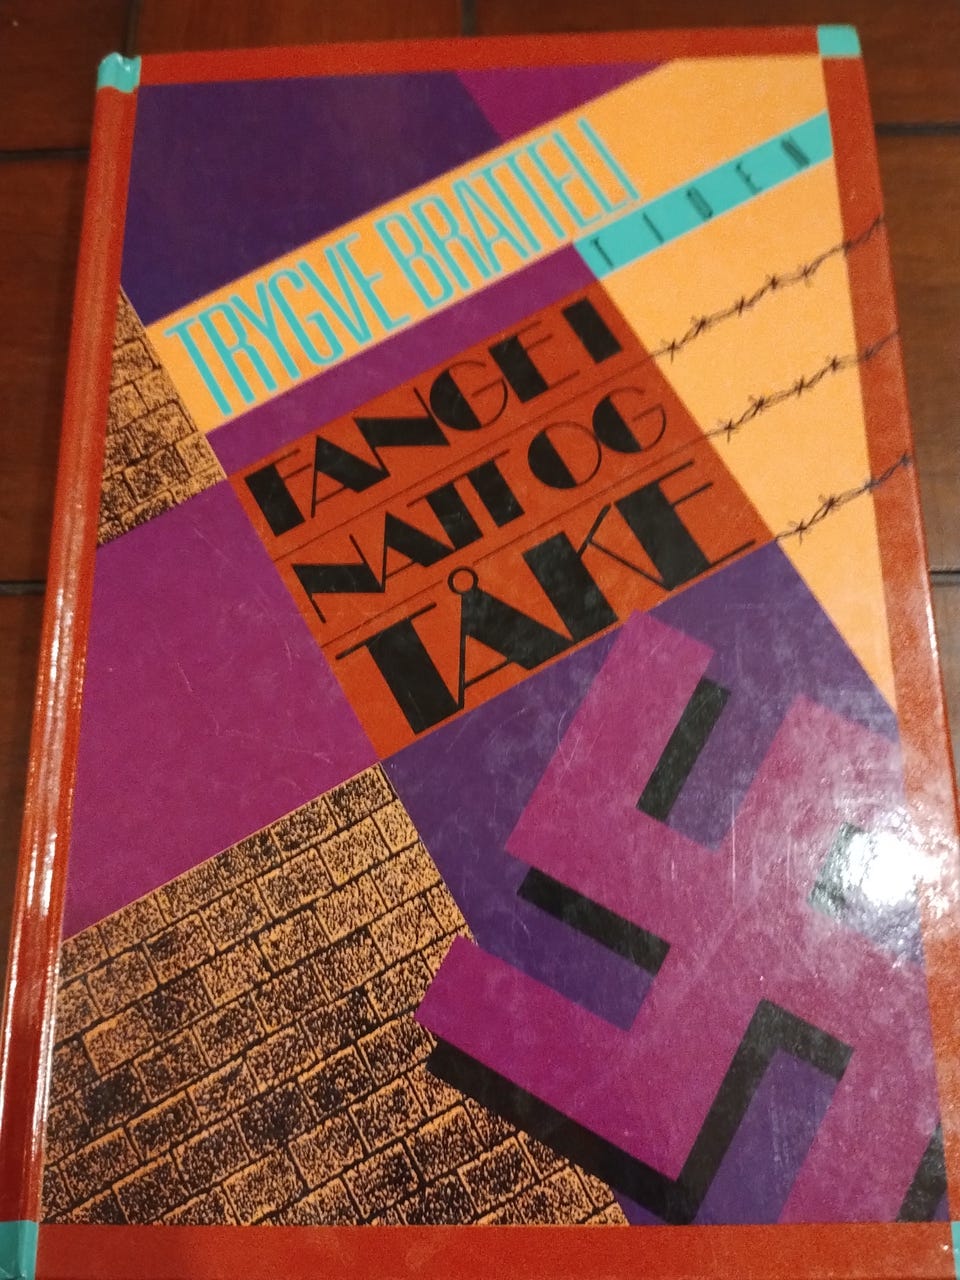 TRYGVE BRATTELI
TIDEN
FANGE I
NATT OG
TÅKE